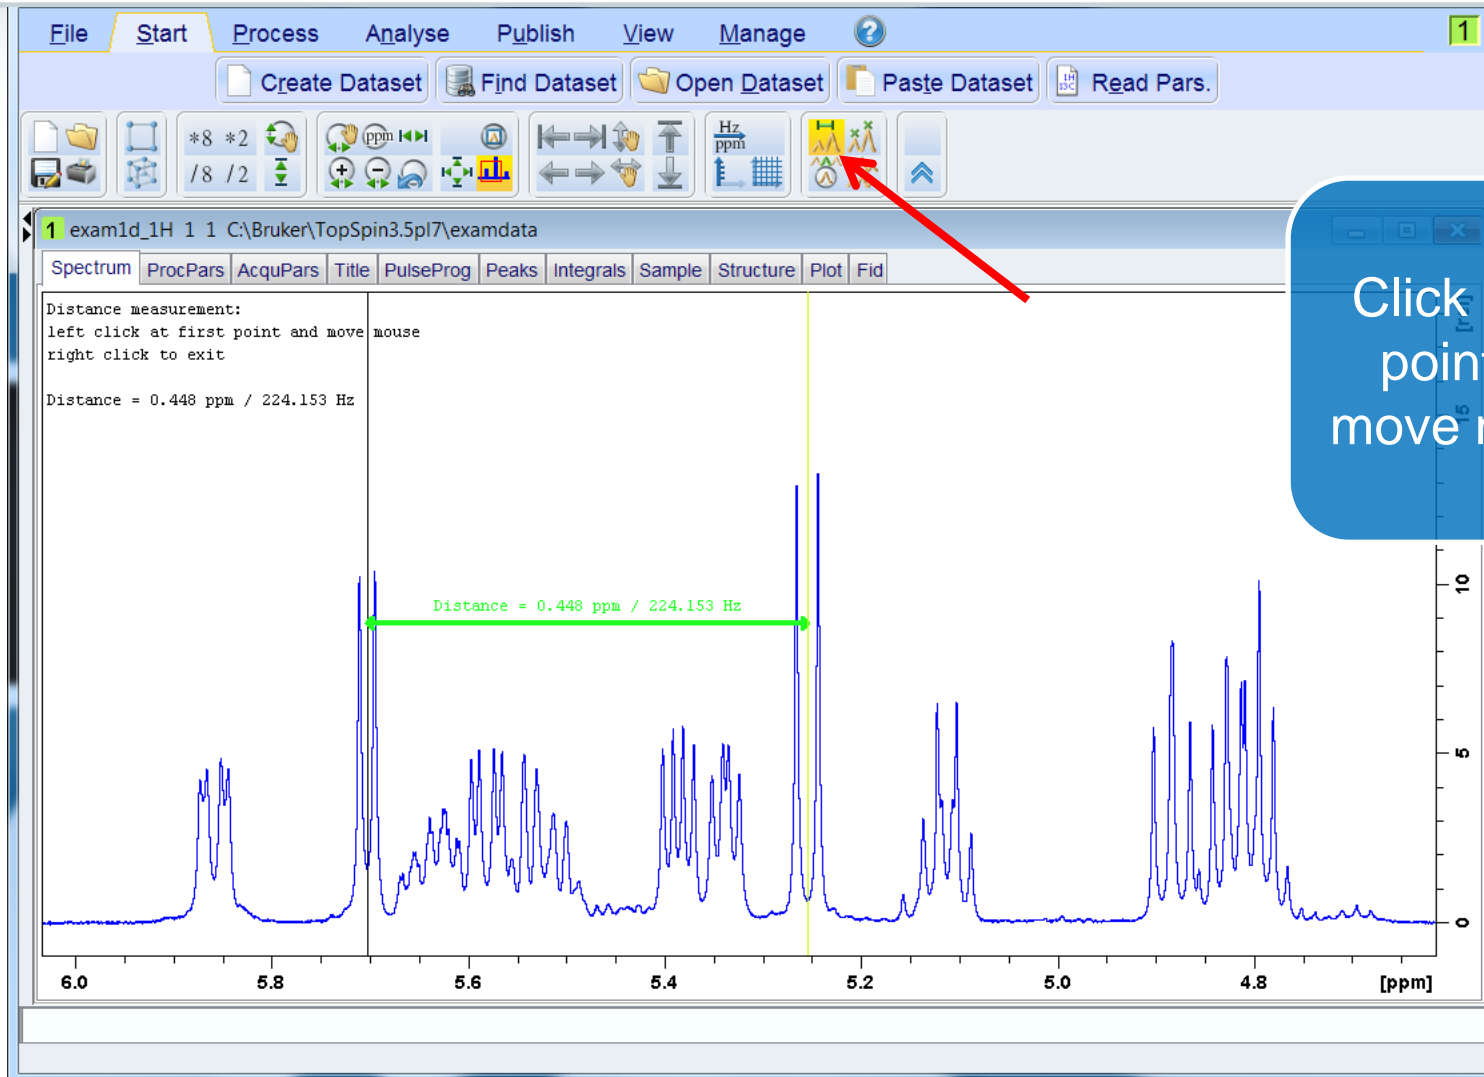 File Start Process Analyse Publish View Manage 1
Create Dataset Find Dataset Open Dataset Paste Dataset Read Pars.
*8 *2 ppm Hz ppm
/8 /2
1 exam1d_1H 1 1 C:\Bruker\TopSpin3.5pl7\examdata
Spectrum ProcPars AcquPars Title PulseProg Peaks Integrals Sample Structure Plot Fid
Distance measurement:
left click at first point and move mouse
right click to exit
Distance = 0.448 ppm / 224.153 Hz
Click
poin
move
15
10
Distance = 0.448 ppm / 224.153 Hz
5
0
6.0 5.8 5.6 5.4 5.2 5.0 4.8 [ppm]